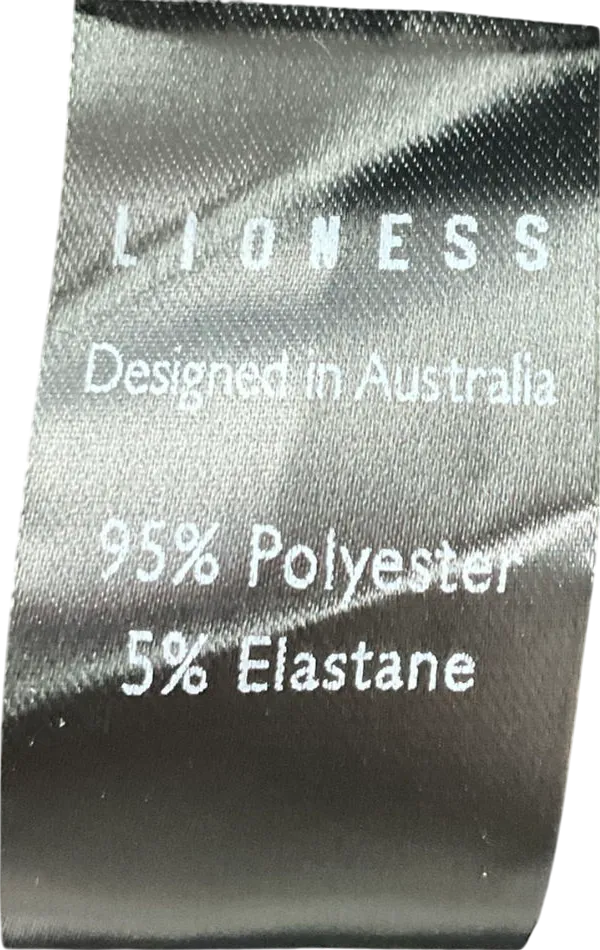 LIONESS
Designed in Australia
95% Polyester
5% Elastane